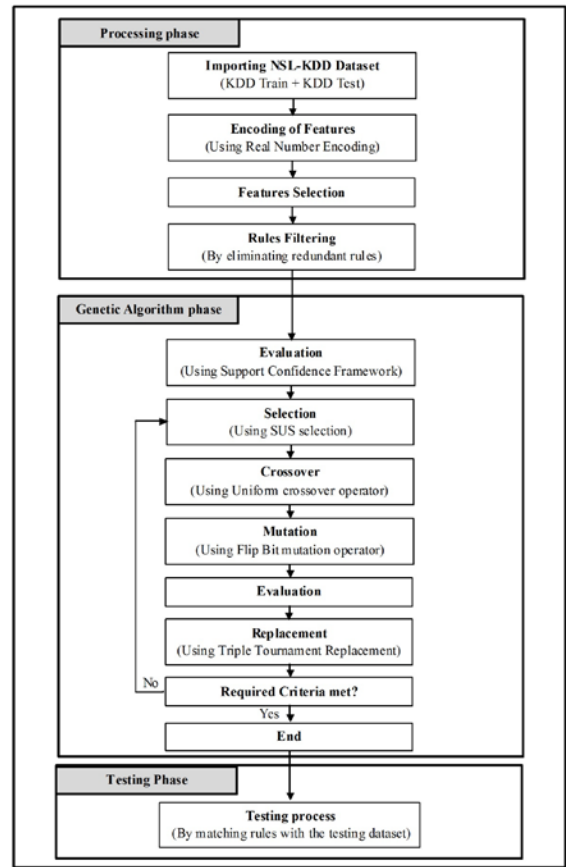 Processing phase
Importing NSL-KDD Dataset
(KDD Train + KDD Test)
Encoding of Features
(Using Real Number Encoding)
Features Selection
Rules Filtering
(By eliminating redundant rules)
Genetic Algorithm phase
Evaluation
(Using Support Confidence Framework)
Selection
(Using SUS selection)
Crossover
(Using Uniform crossover operator)
Mutation
(Using Flip Bit mutation operator)
Evaluation
Replacement
(Using Triple Tournament Replacement)
No
Required Criteria met?
Yes
End
Testing Phase
Testing process
(By matching rules with the testing dataset)